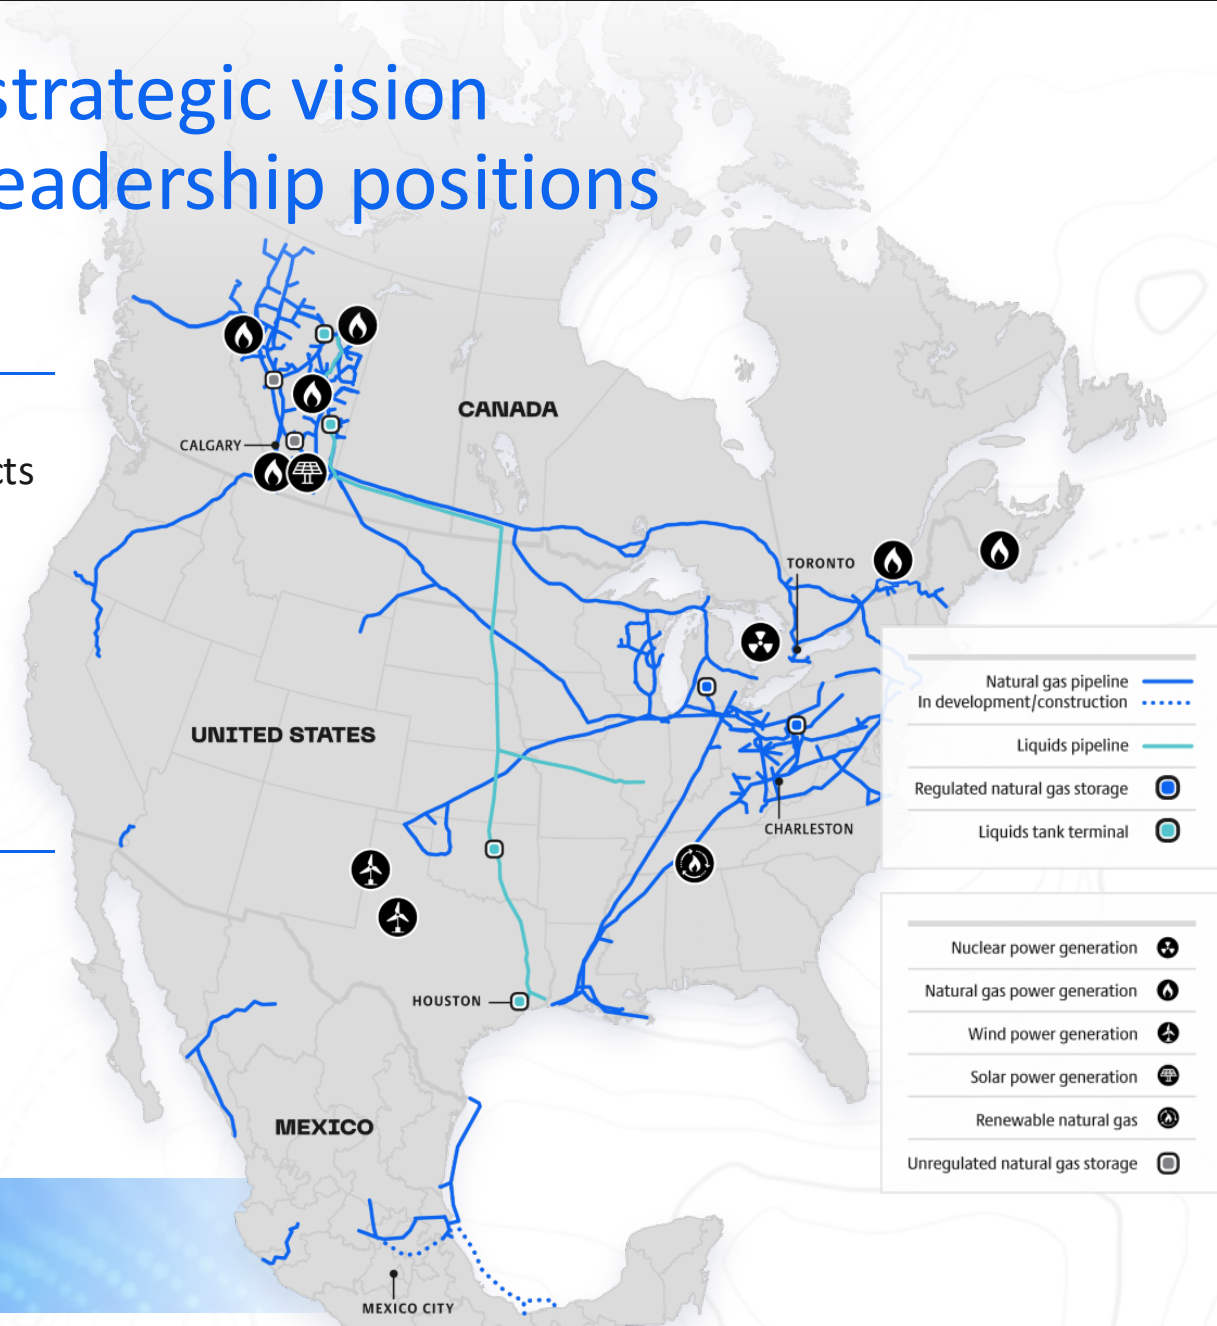 strategic vision
eadership positions
cts
CANADA
CALGARY
TORONTO
UNITED STATES
CHARLESTON
HOUSTON
MEXICO
MEXICO CITY
Natural gas pipeline
In development/construction
Liquids pipeline
Regulated natural gas storage
Liquids tank terminal
Nuclear power generation
Natural gas power generation
Wind power generation
Solar power generation
Renewable natural gas
Unregulated natural gas storage